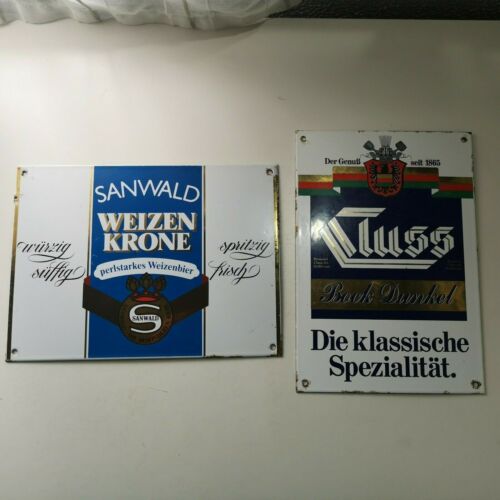 SANWALD
WEIZEN
KRONE
perlstarkes Weizenbier
würzig
süffig
spritzig
frisch
S
SANWALD
Der Genuß seit 1865
Cluss
Bock Dunkel
Die klassische
Spezialität.